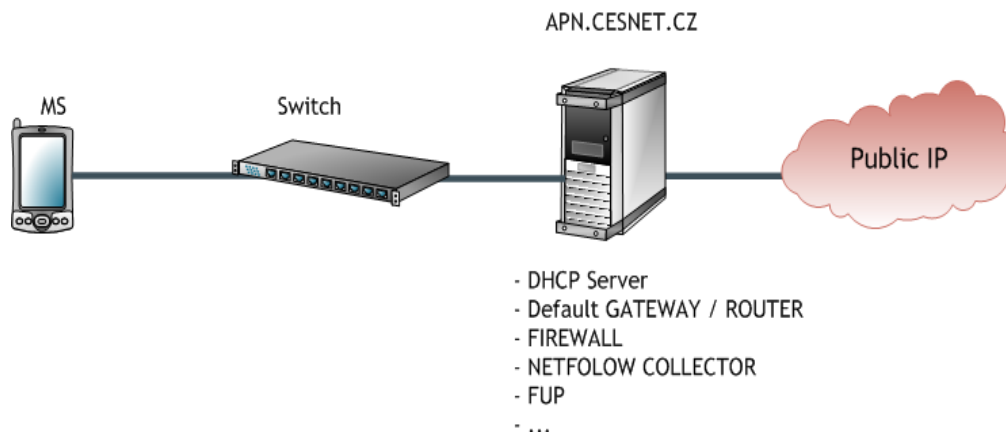 APN.CESNET.CZ
MS
Switch
Public IP
- DHCP Server
- Default GATEWAY / ROUTER
- FIREWALL
- NETFOLOW COLLECTOR
- FUP
- ...